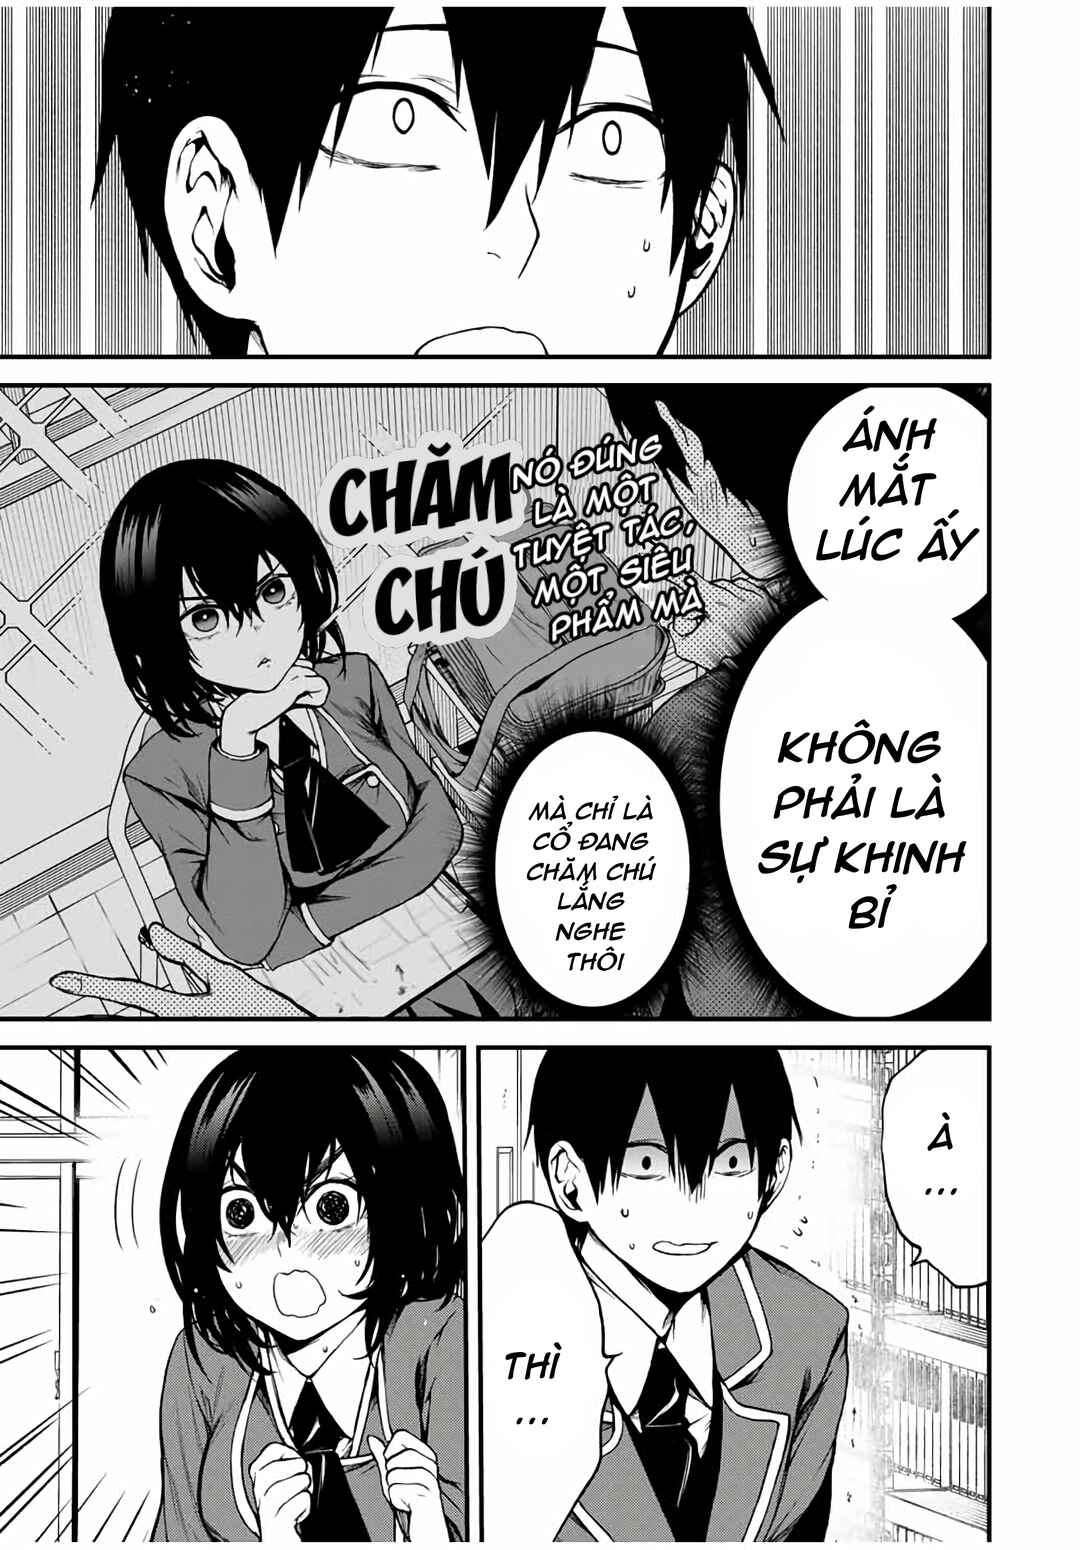 ÁNH
MẮT
LÚC ẤY
NÓ ĐÚNG
LÀ MỘT
TUYỆT TÁC,
MỘT SIÊU
PHẨM MÀ
CHĂM
CHÚ
KHÔNG
PHẢI LÀ
SỰ KHINH
BỈ
MÀ CHỈ LÀ
CỔ ĐANG
CHĂM CHÚ
LẮNG
NGHE
THÔI
À
...
THÌ
...